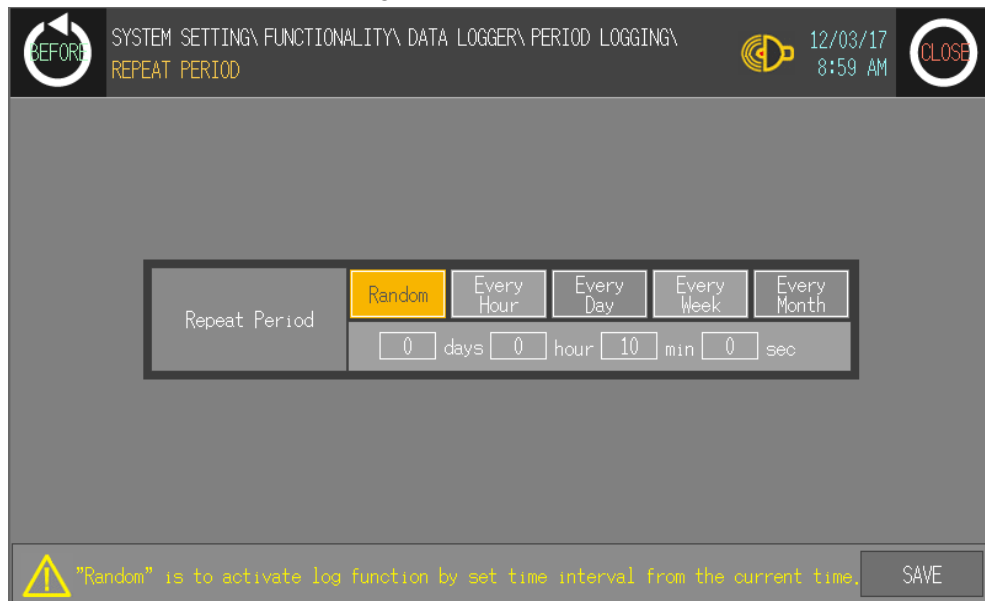 BEFORE
SYSTEM SETTING\ FUNCTIONALITY\ DATA LOGGER\ PERIOD LOGGING\
REPEAT PERIOD
12/03/17
8:59 AM
CLOSE
Repeat Period
Random
Every
Hour
Every
Day
Every
Week
Every
Month
0 days 0 hour 10 min 0 sec
"Random" is to activate log function by set time interval from the current time.
SAVE